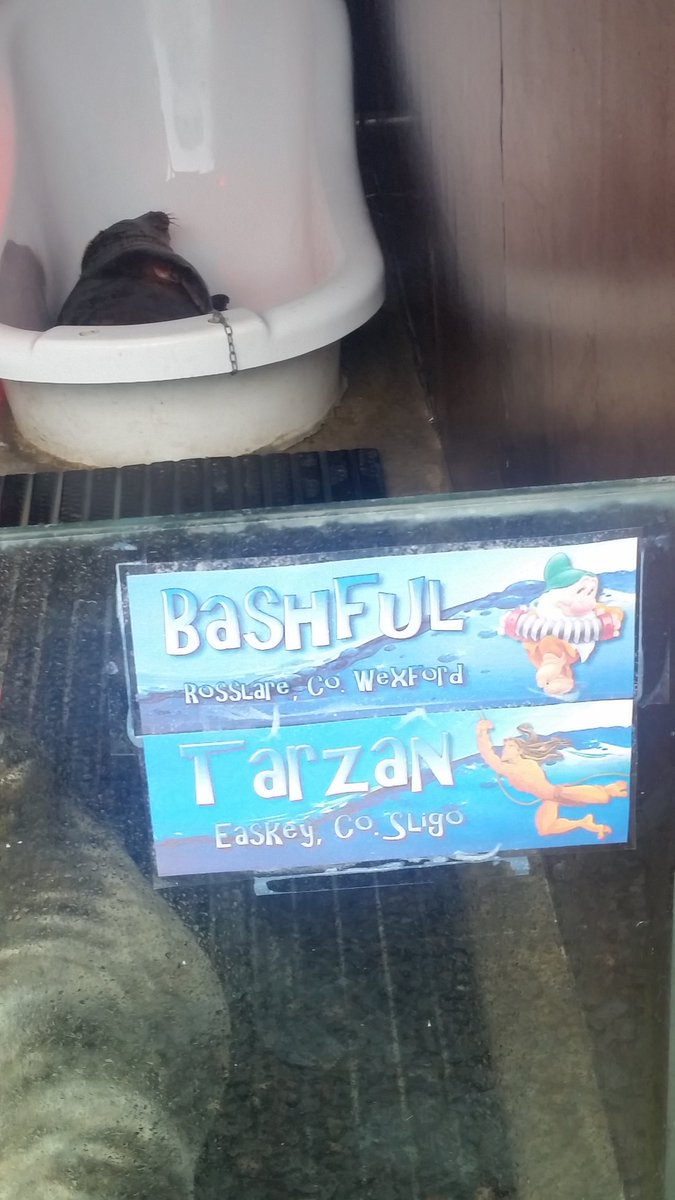 BaSHFUL
Rosslare, Co. Wexford
Tarzan
Easkey, Co. Sligo